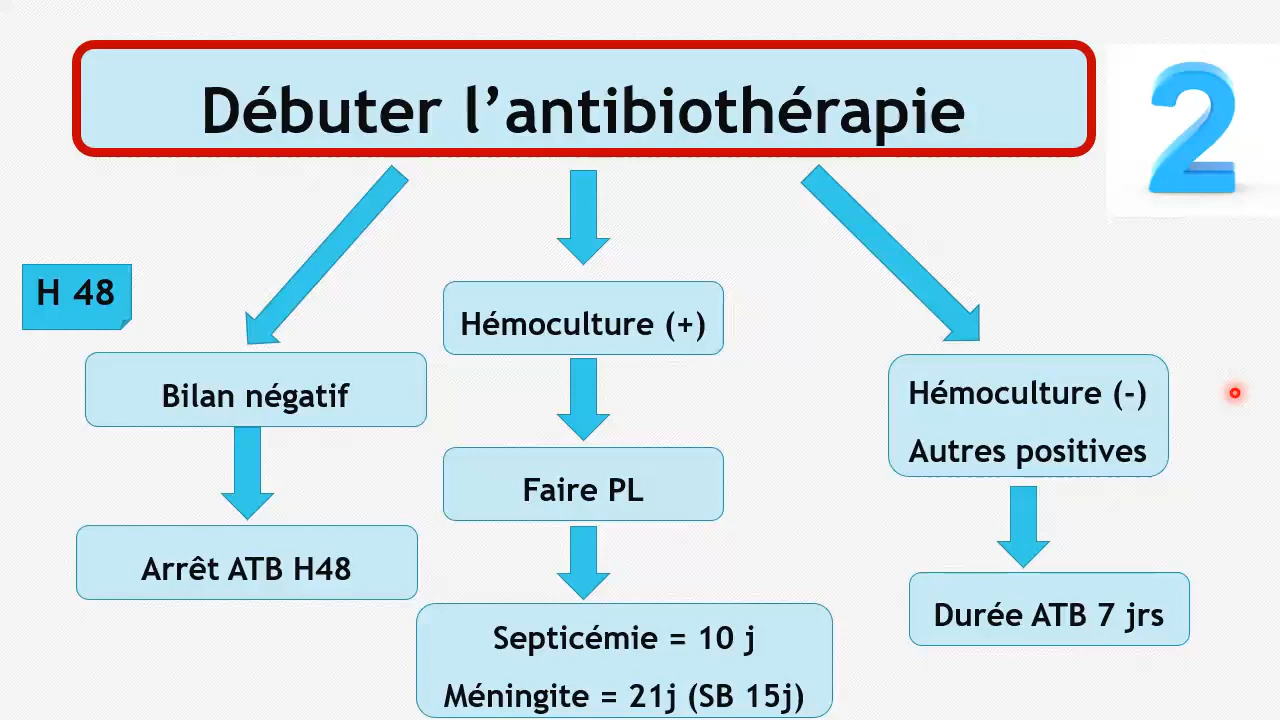 Débuter l’antibiothérapie
2
H 48
Bilan négatif
Arrêt ATB H48
Hémoculture (+)
Faire PL
Septicémie = 10 j
Méningite = 21j (SB 15j)
Hémoculture (-)
Autres positives
Durée ATB 7 jrs